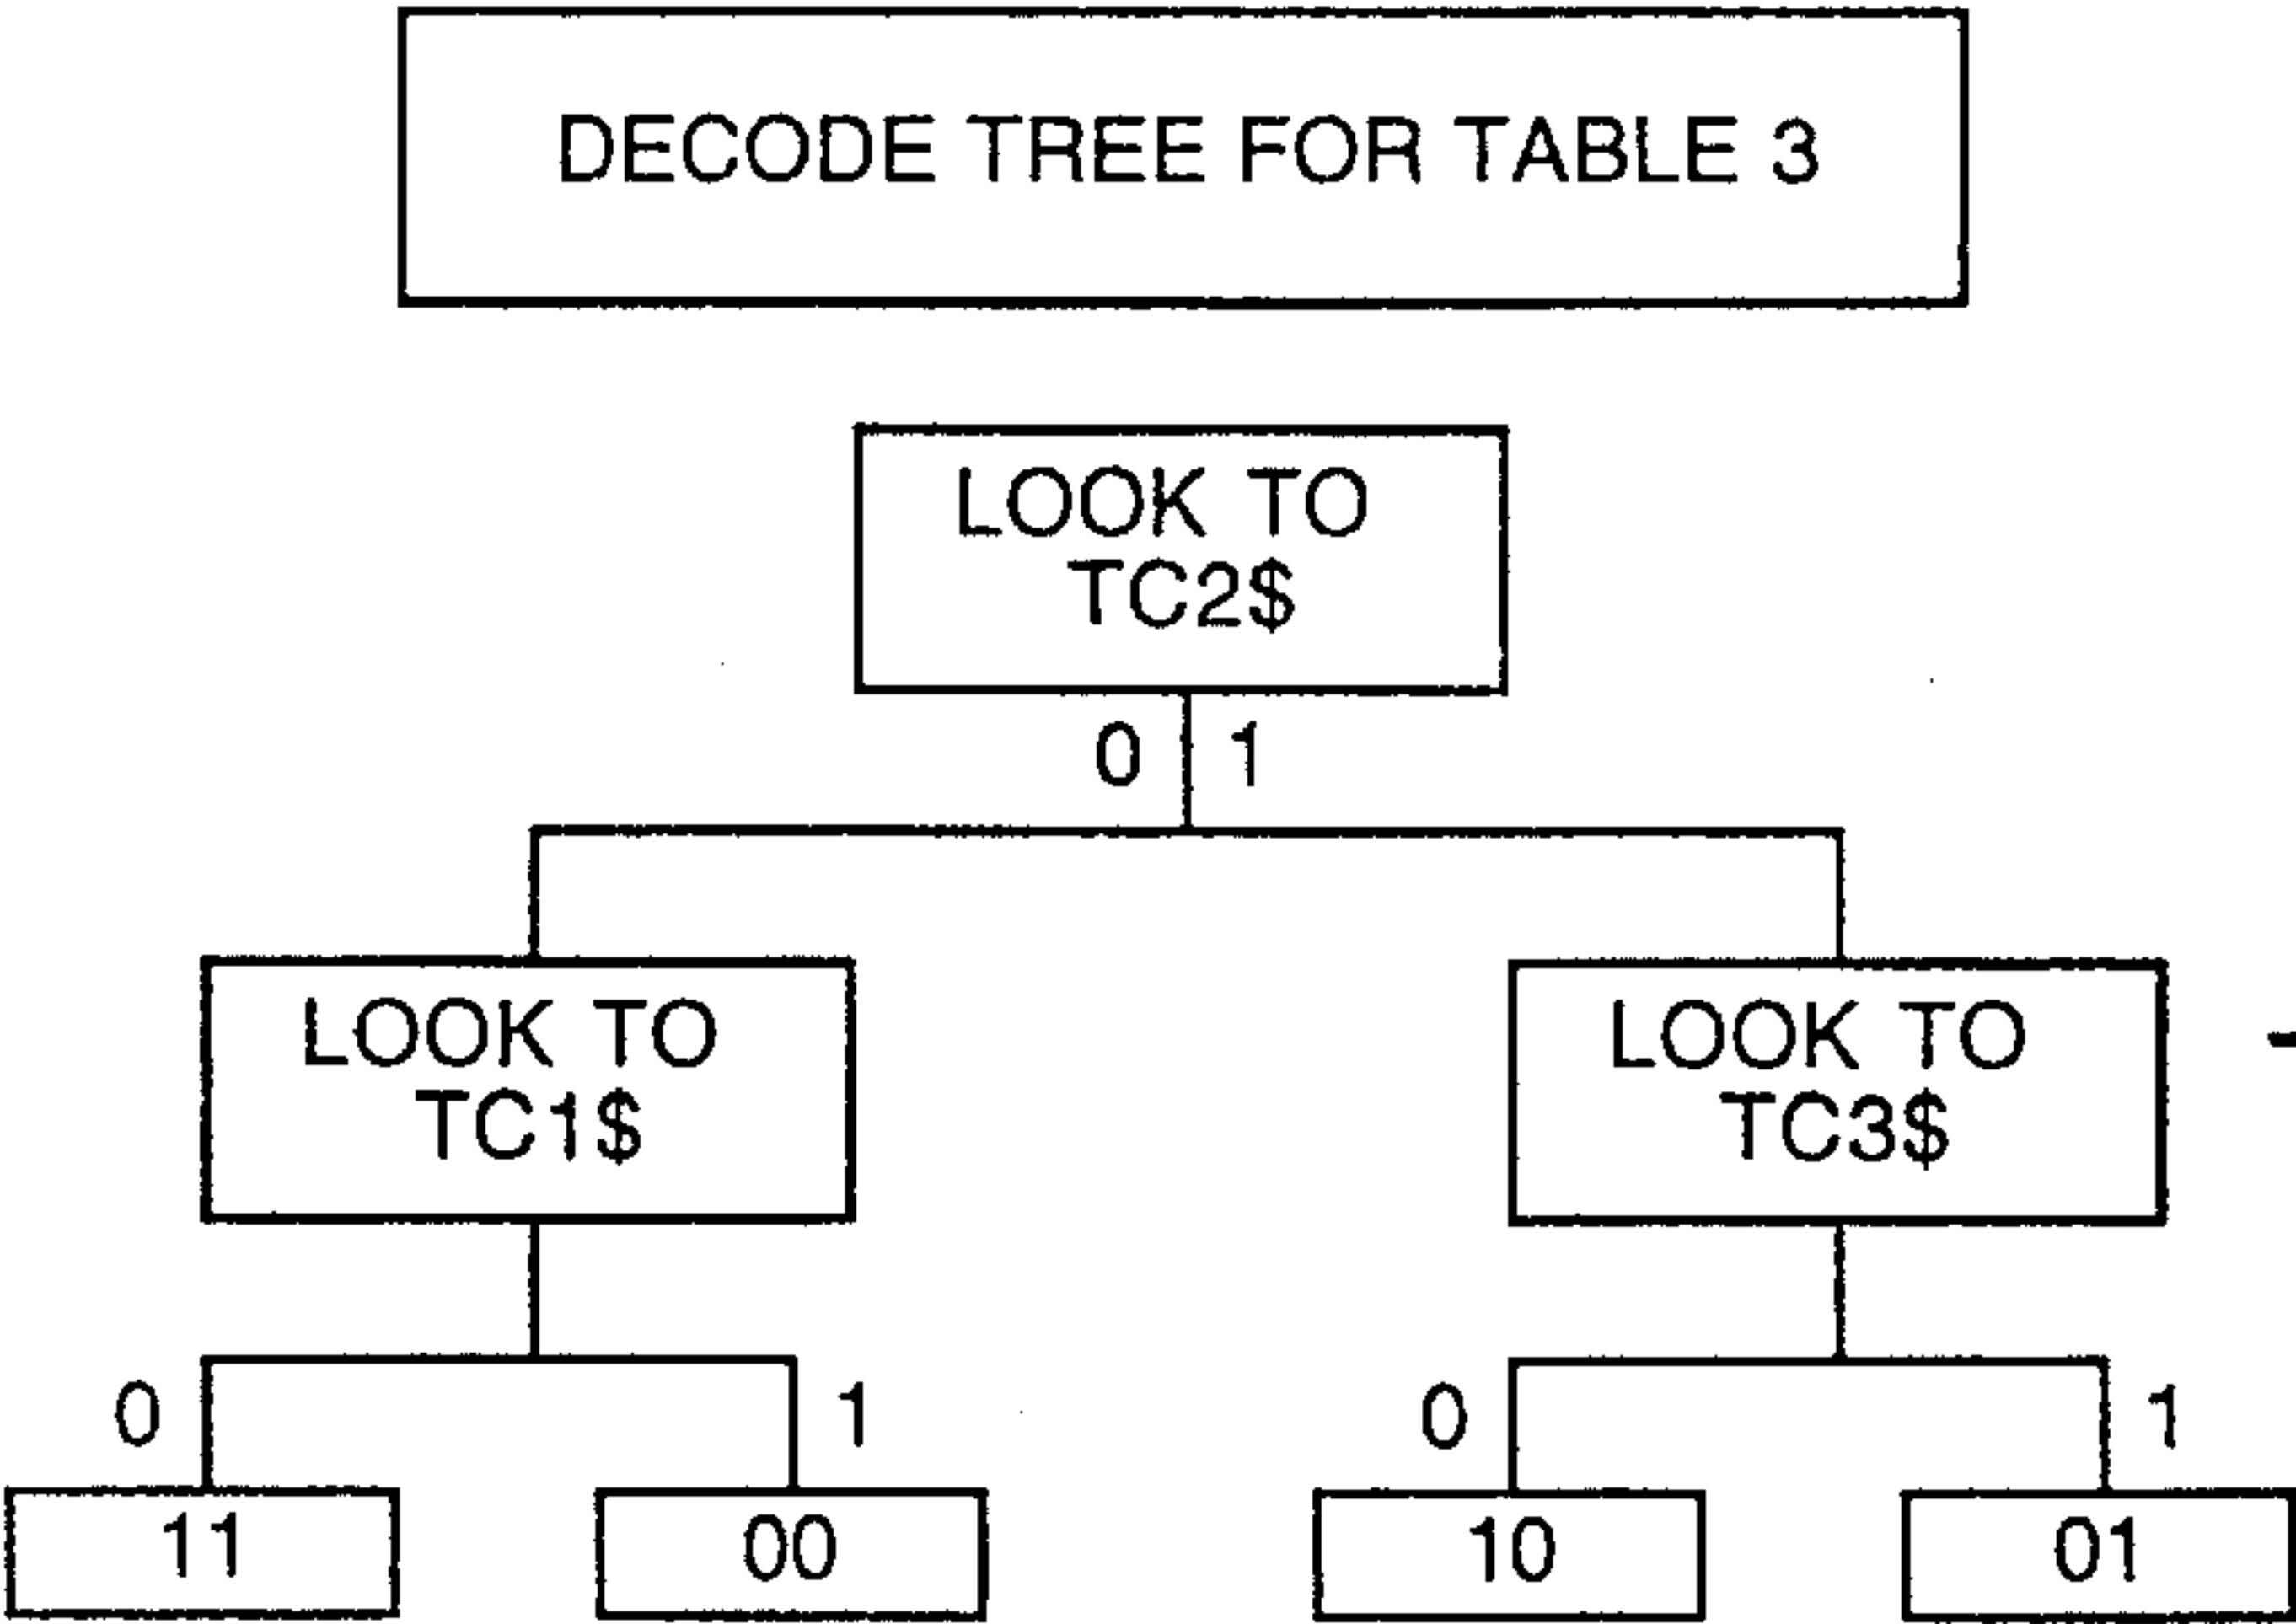 DECODE TREE FOR TABLE 3
LOOK TO
TC2$
0 1
LOOK TO
TC1$
LOOK TO
TC3$
0 1 0 1
11 00 10 01